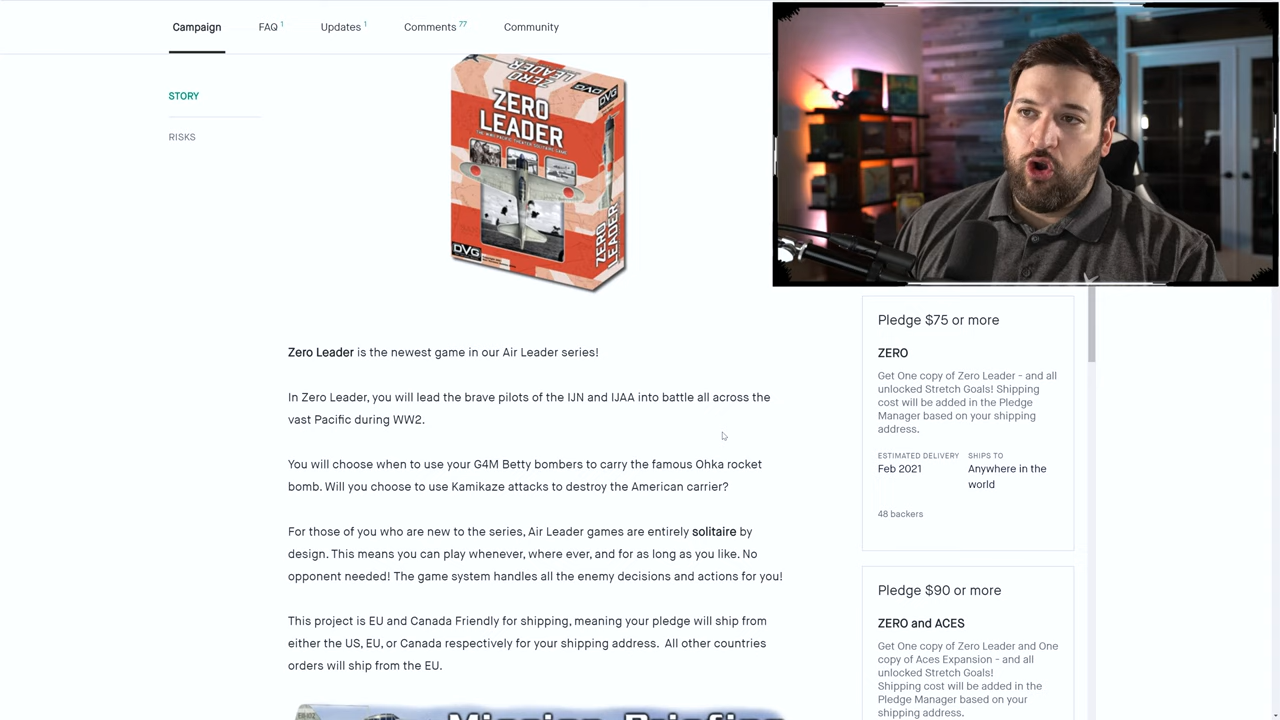 Campaign FAQ 1 Updates 1 Comments 77 Community
STORY
RISKS
ZERO
LEADER
DVG
ZERO
LEADER
THE WWII PACIFIC THEATER SOLITAIRE GAME
ZERO LEADER
DVG
Zero Leader is the newest game in our Air Leader series!
In Zero Leader, you will lead the brave pilots of the IJN and IJAA into battle all across the
vast Pacific during WW2.
You will choose when to use your G4M Betty bombers to carry the famous Ohka rocket
bomb. Will you choose to use Kamikaze attacks to destroy the American carrier?
For those of you who are new to the series, Air Leader games are entirely solitaire by
design. This means you can play whenever, where ever, and for as long as you like. No
opponent needed! The game system handles all the enemy decisions and actions for you!
This project is EU and Canada Friendly for shipping, meaning your pledge will ship from
either the US, EU, or Canada respectively for your shipping address. All other countries
orders will ship from the EU.
Mission Briefing
Pledge $75 or more
ZERO
Get One copy of Zero Leader - and all
unlocked Stretch Goals! Shipping
cost will be added in the Pledge
Manager based on your shipping
address.
ESTIMATED DELIVERY SHIPS TO
Feb 2021 Anywhere in the
world
48 backers
Pledge $90 or more
ZERO and ACES
Get One copy of Zero Leader and One
copy of Aces Expansion - and all
unlocked Stretch Goals!
Shipping cost will be added in the
Pledge Manager based on your
shipping address.